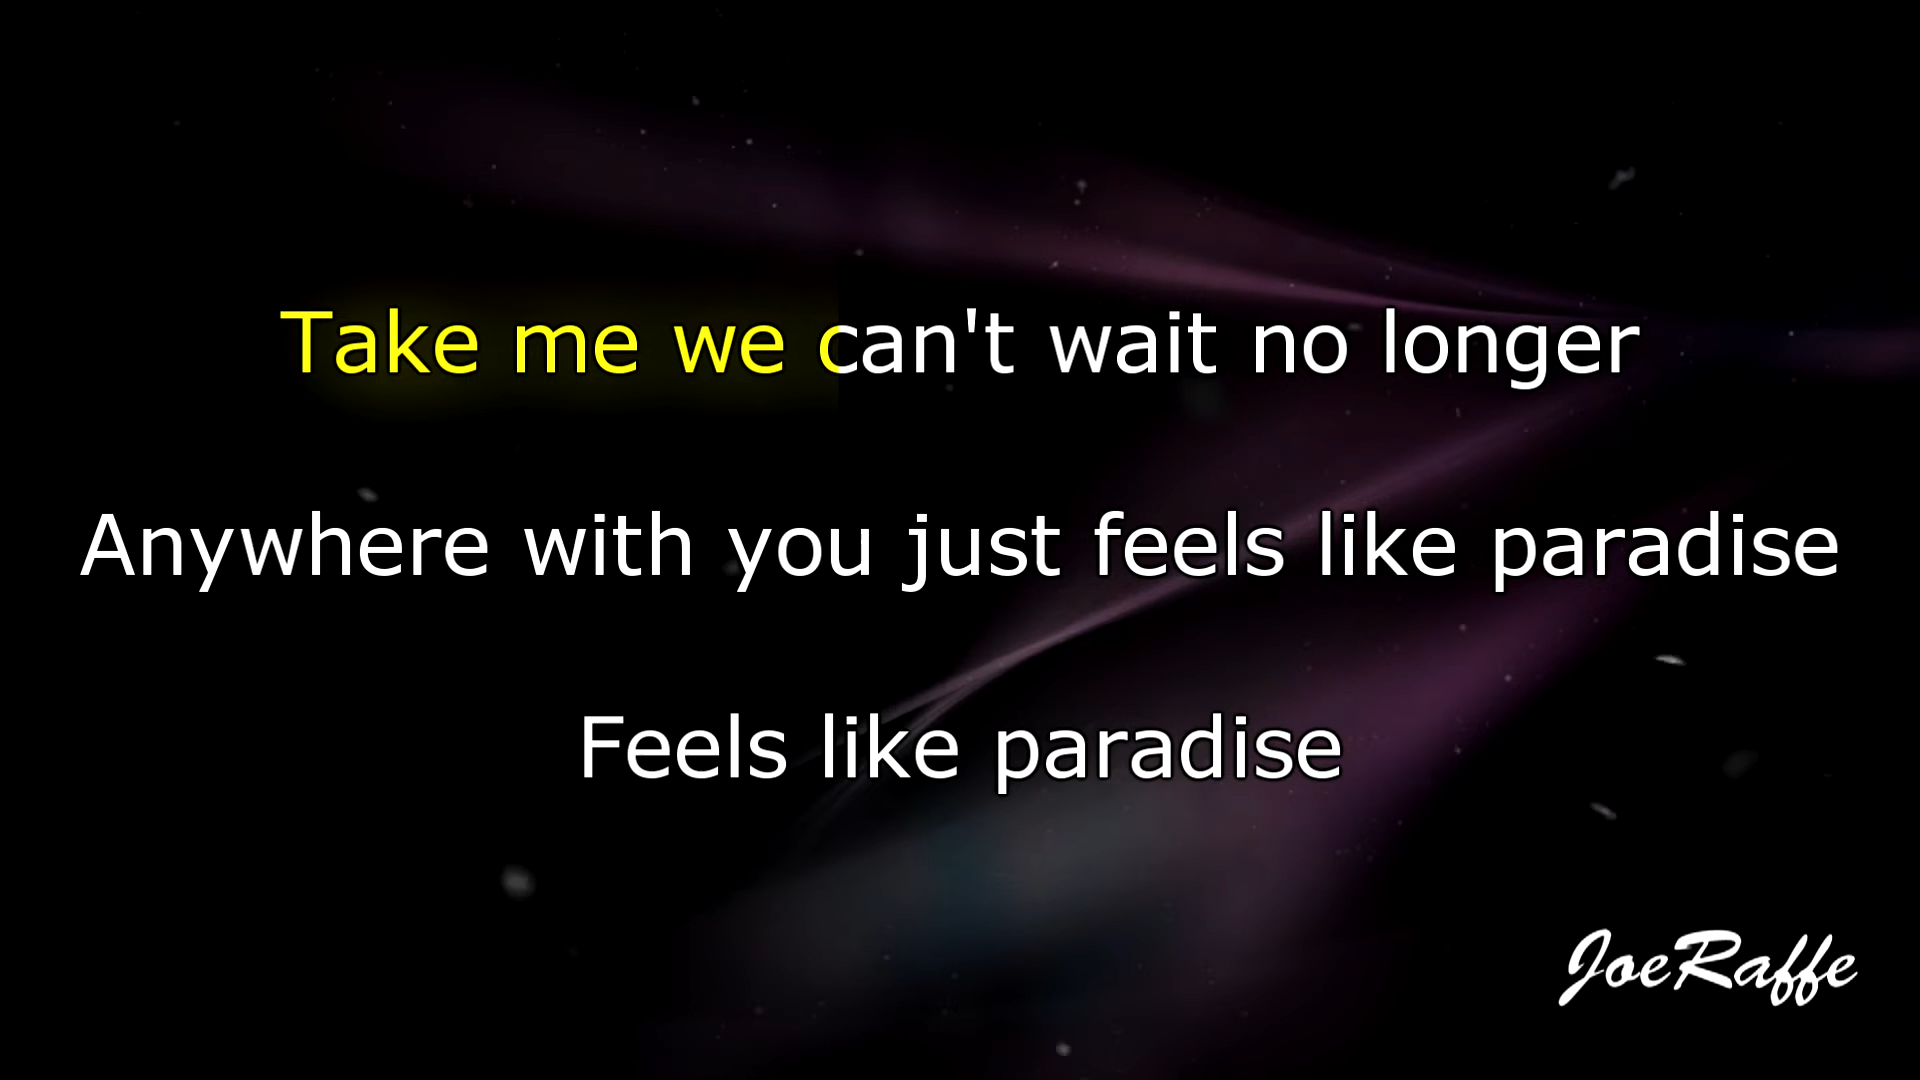 Take me we can't wait no longer
Anywhere with you just feels like paradise
Feels like paradise
JoeRaffe